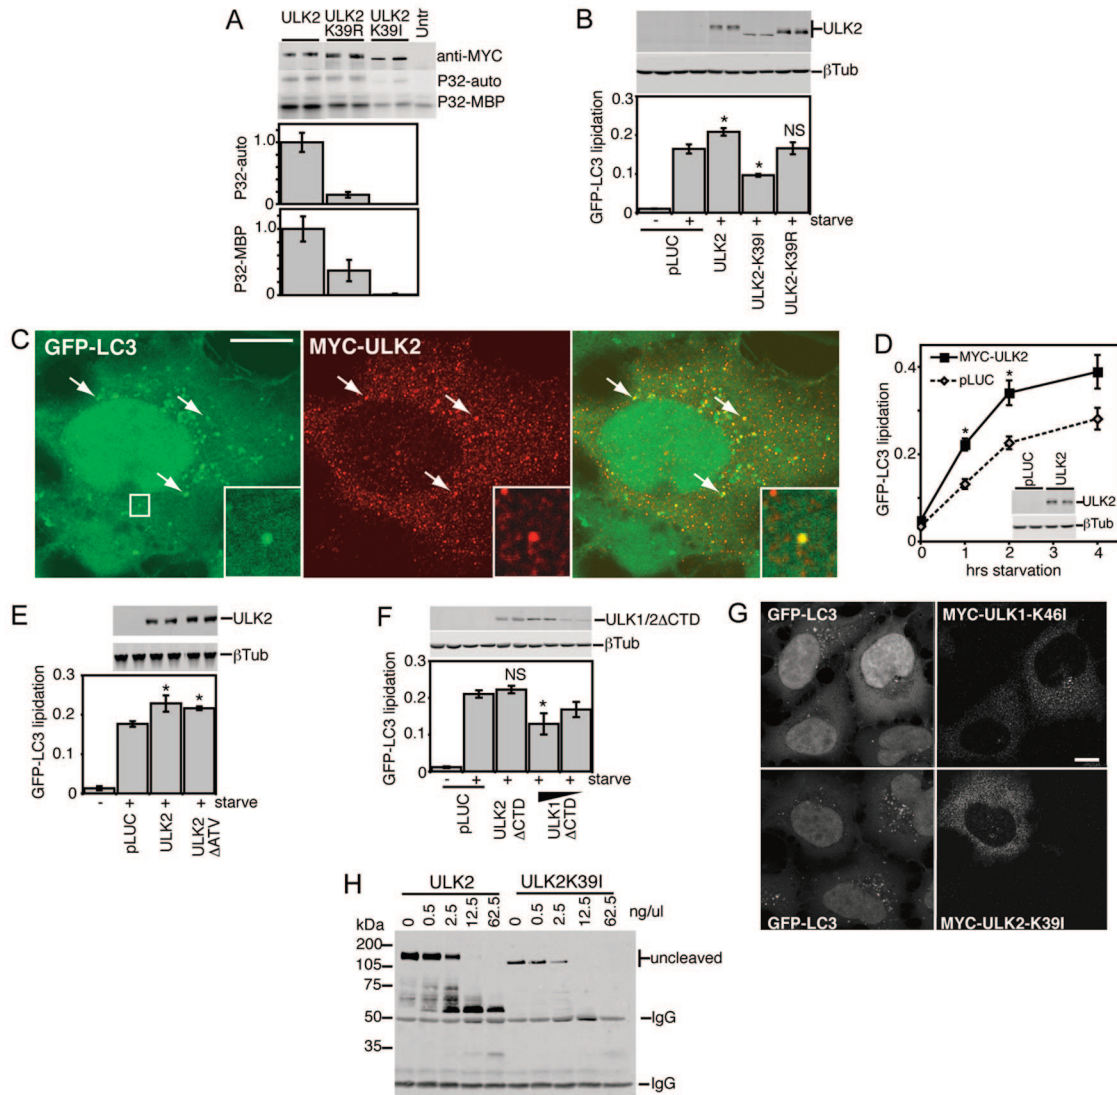 A
ULK2
ULK2 K39R
ULK2 K39I
Untr
anti-MYC
P32-auto
P32-MBP
1.0
0
P32-auto
1.0
0
P32-MBP
B
ULK2
βTub
0.3
0.2
0.1
0
GFP-LC3 lipidation
* * NS
- + + + + starve
pLUC
ULK2
ULK2-K39I
ULK2-K39R
C
GFP-LC3
MYC-ULK2
D
MYC-ULK2
pLUC
0.4
0.2
0
GFP-LC3 lipidation
* *
pLUC
ULK2
ULK2
βTub
0 1 2 3 4
hrs starvation
E
ULK2
βTub
0.3
0.2
0.1
0
GFP-LC3 lipidation
* *
- + + + starve
pLUC
ULK2
ULK2 ΔATV
F
ULK1/2ΔCTD
βTub
0.3
0.2
0.1
0
GFP-LC3 lipidation
NS *
- + + + + starve
pLUC
ULK2 ΔCTD
ULK1 ΔCTD
G
GFP-LC3
MYC-ULK1-K46I
GFP-LC3
MYC-ULK2-K39I
H
ULK2
ULK2K39I
0 0.5 2.5 12.5 62.5 0 0.5 2.5 12.5 62.5 ng/ul
kDa
200
105
75
50
35
uncleaved
IgG
IgG